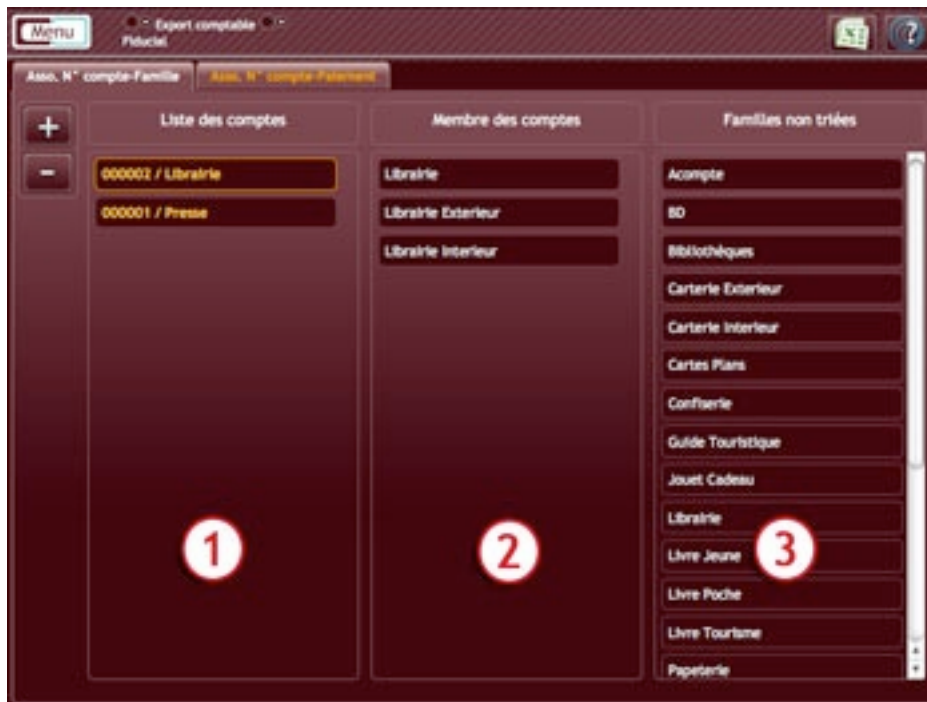 Menu
Export comptable
Fiducial
Asso. N° compte-Famille
Asso. N° compte-Paiement
Liste des comptes
Membre des comptes
Familles non triées
+
-
000002 / Librairie
000001 / Presse
Librairie
Librairie Exterieur
Librairie Interieur
Acompte
BD
Bibliothèques
Carterie Exterieur
Carterie Interieur
Cartes Plans
Confiserie
Guide Touristique
Jouet Cadeau
Librairie
Livre Jeune
Livre Poche
Livre Tourisme
Papeterie
1
2
3
?